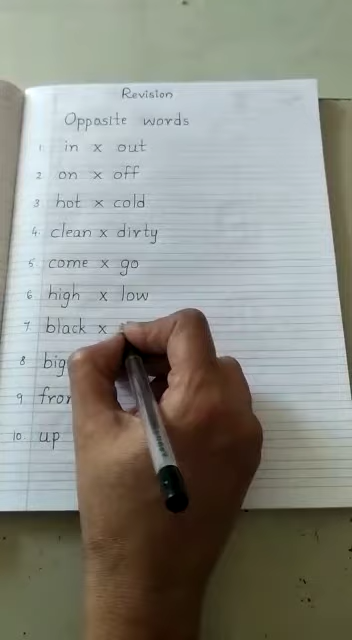 Revision
Opposite words
1. in x out
2. on x off
3. hot x cold
4. clean x dirty
5. come x go
6. high x low
7. black x
8. big
9.
10. up